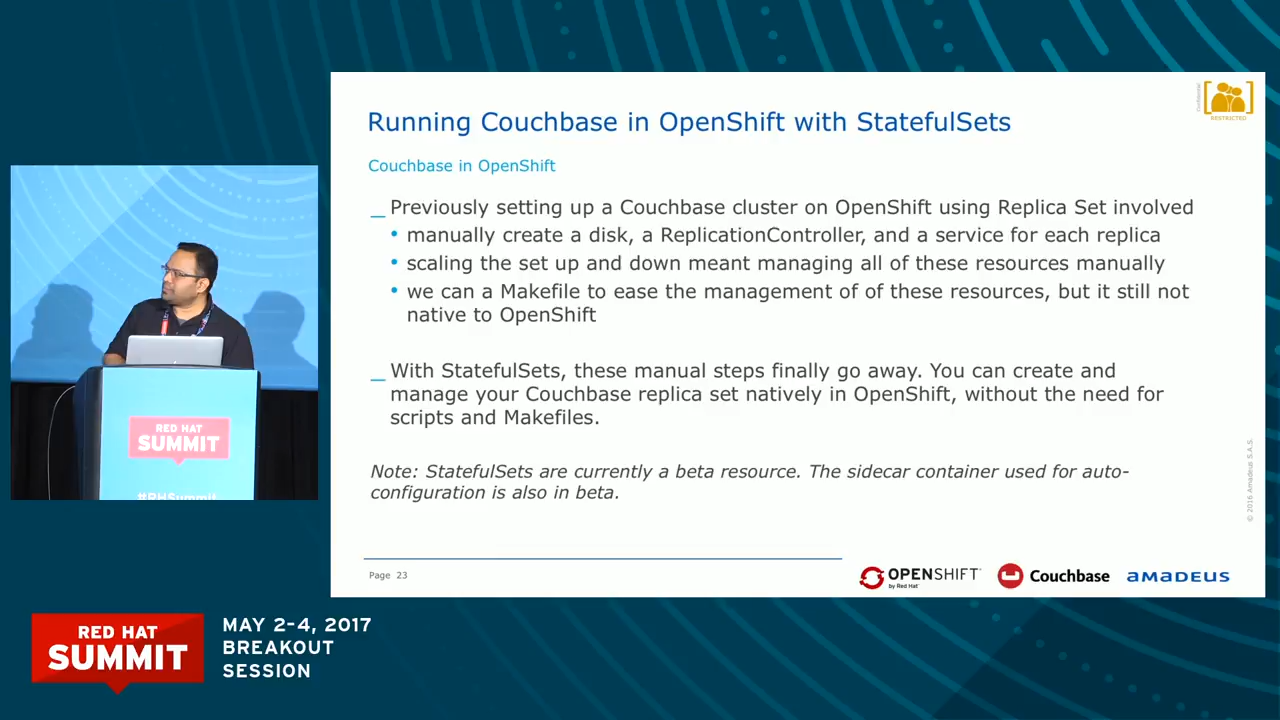 Running Couchbase in OpenShift with StatefulSets
RESTRICTED
Couchbase in OpenShift
_ Previously setting up a Couchbase cluster on OpenShift using Replica Set involved
• manually create a disk, a ReplicationController, and a service for each replica
• scaling the set up and down meant managing all of these resources manually
• we can a Makefile to ease the management of of these resources, but it still not
native to OpenShift
_ With StatefulSets, these manual steps finally go away. You can create and
manage your Couchbase replica set natively in OpenShift, without the need for
scripts and Makefiles.
Note: StatefulSets are currently a beta resource. The sidecar container used for auto-
configuration is also in beta.
© 2016 Amadeus S.A.S.
Page 23
OPENSHIFT
by Red Hat
Couchbase
amadeus
RED HAT
SUMMIT
#RHSummit
RED HAT
SUMMIT
MAY 2–4, 2017
BREAKOUT
SESSION